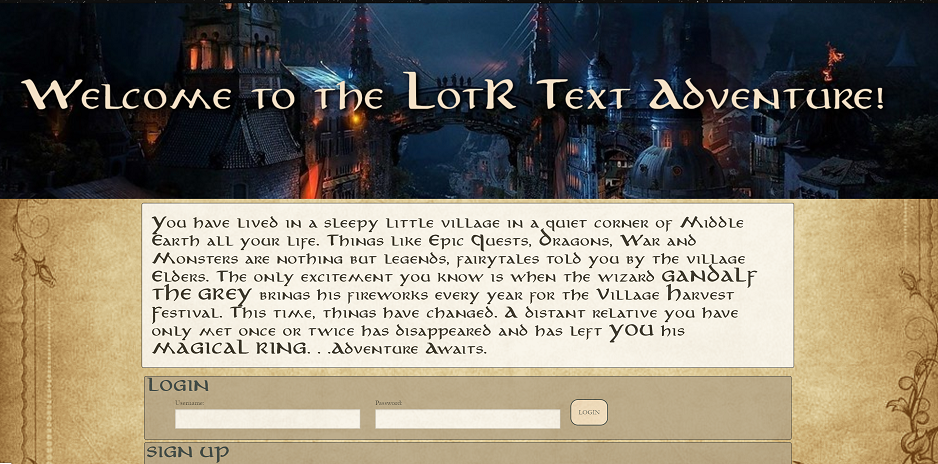 Welcome to the LotR Text Adventure!
You have lived in a sleepy little village in a quiet corner of Middle
Earth all your life. Things like Epic Quests, Dragons, War and
Monsters are nothing but legends, fairytales told you by the village
Elders. The only excitement you know is when the wizard GANDALF
THE GREY brings his fireworks every year for the Village Harvest
Festival. This time, things have changed. A distant relative you have
only met once or twice has disappeared and has left YOU his
MAGICAL RING. . .Adventure Awaits.
Login
Username: Password:
LOGIN
Sign Up